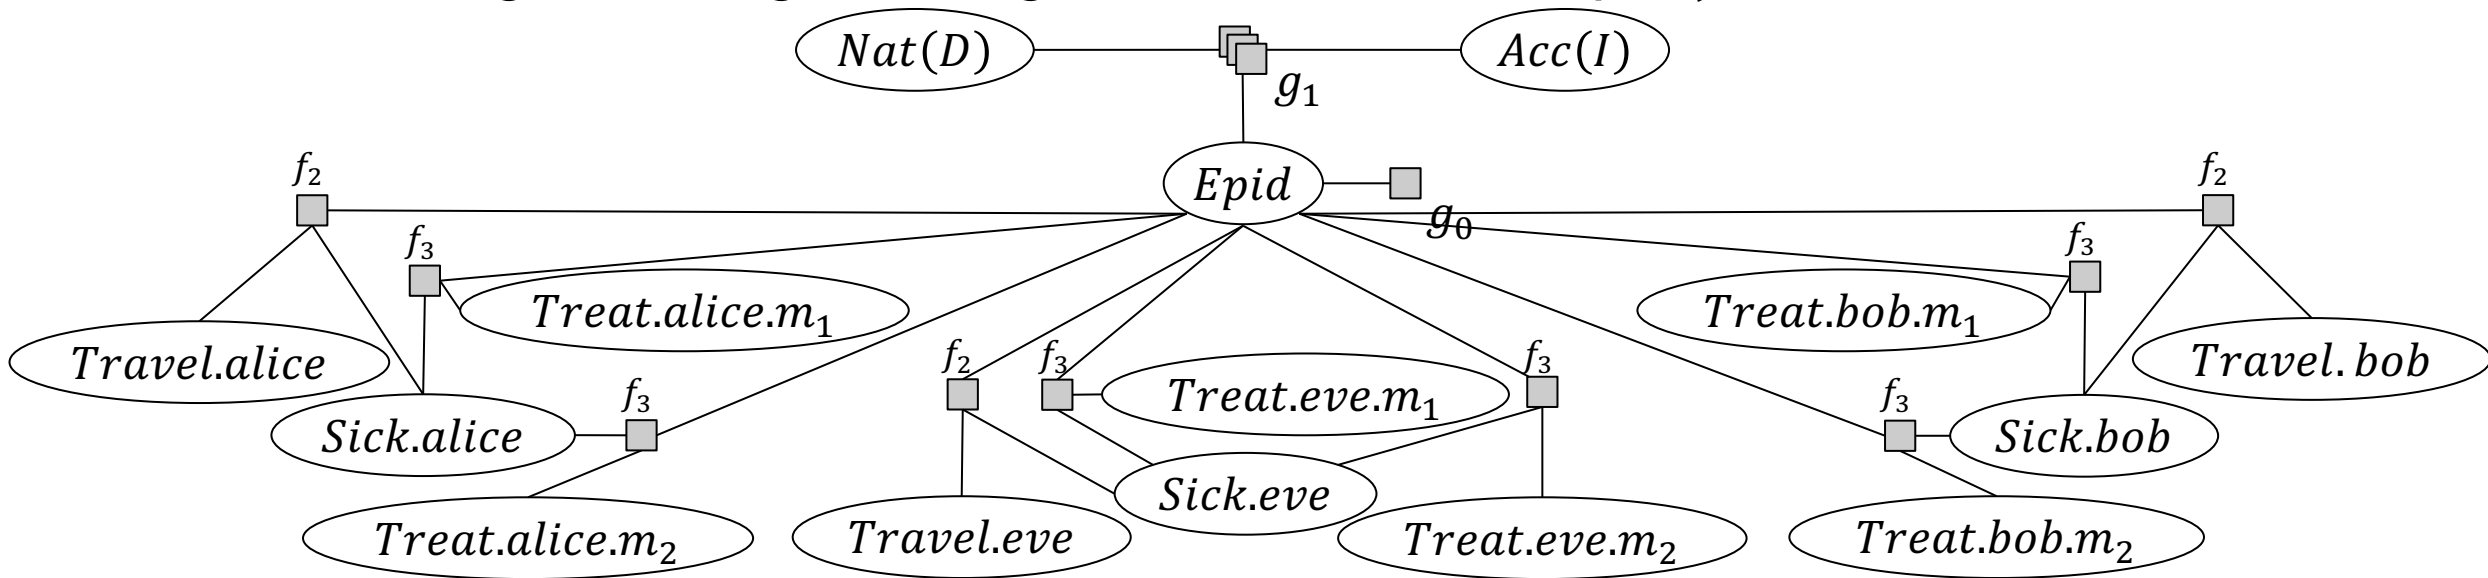 Nat(D)
Acc(I)
g₁
Epid
g₀
f₂
f₂
f₃
f₃
Treat.alice.m₁
Treat.bob.m₁
Travel.alice
Travel. bob
f₂
f₃
f₃
Treat.eve.m₁
f₃
f₃
Sick.alice
Sick.bob
Sick.eve
Treat.alice.m₂
Travel.eve
Treat.eve.m₂
Treat.bob.m₂